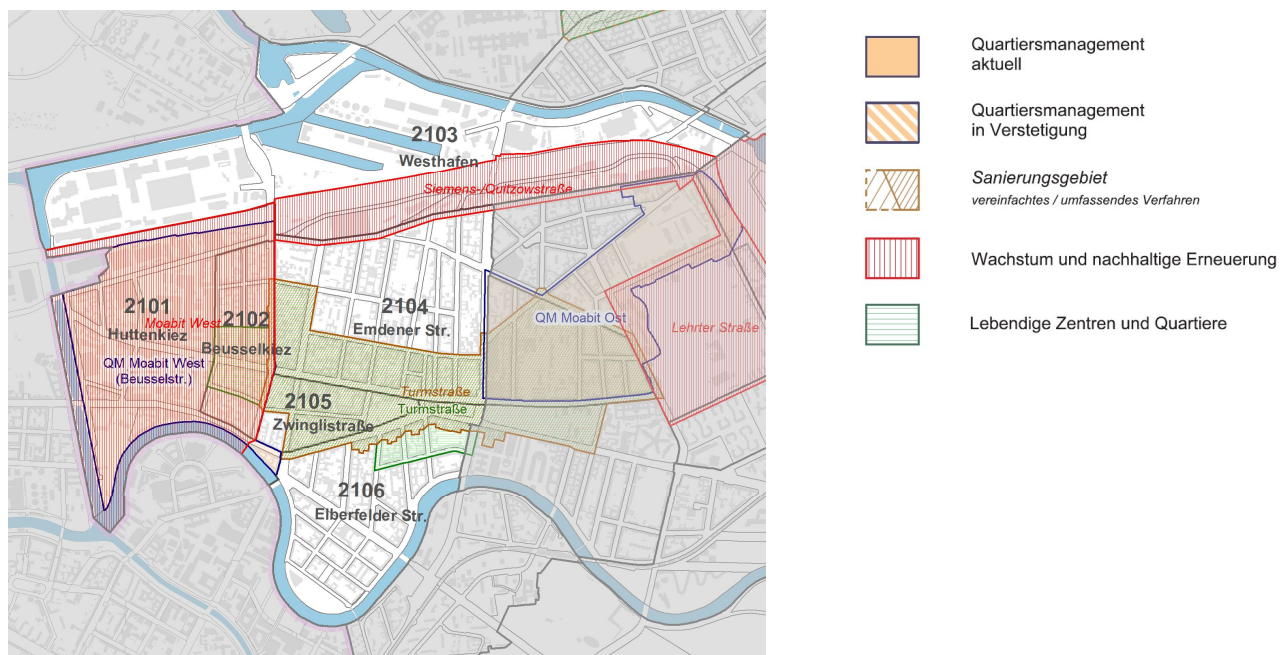 2103
Westhafen
Siemens-/Quitzowstraße
2101
Huttenkiez
Moabit West
2102
Beusselkiez
QM Moabit West
(Beusselstr.)
2104
Emdener Str.
QM Moabit Ost
Lehrter Straße
2105
Zwinglistraße
Turmstraße
Turmstraße
2106
Elberfelder Str.
Quartiersmanagement
aktuell
Quartiersmanagement
in Verstetigung
Sanierungsgebiet
vereinfachtes / umfassendes Verfahren
Wachstum und nachhaltige Erneuerung
Lebendige Zentren und Quartiere